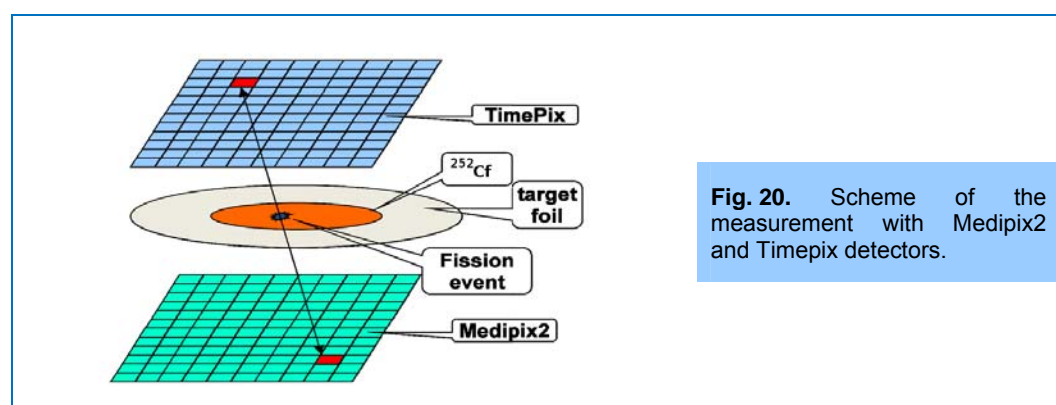 TimePix
²⁵²Cf
target
foil
Fission
event
Medipix2
Fig. 20. Scheme of the
measurement with Medipix2
and Timepix detectors.